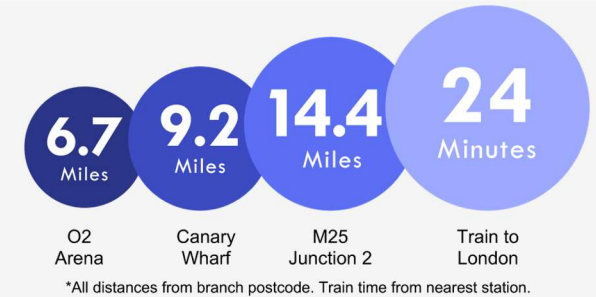 6.7
Miles
9.2
Miles
14.4
Miles
24
Minutes
O2
Arena
Canary
Wharf
M25
Junction 2
Train to
London
*All distances from branch postcode. Train time from nearest station.